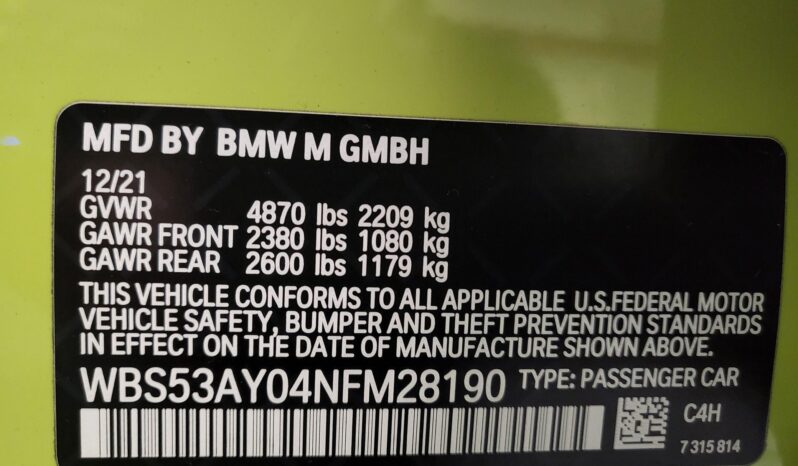 MFD BY BMW M GMBH
12/21
GVWR 4870 lbs 2209 kg
GAWR FRONT 2380 lbs 1080 kg
GAWR REAR 2600 lbs 1179 kg
THIS VEHICLE CONFORMS TO ALL APPLICABLE U.S.FEDERAL MOTOR
VEHICLE SAFETY, BUMPER AND THEFT PREVENTION STANDARDS
IN EFFECT ON THE DATE OF MANUFACTURE SHOWN ABOVE.
WBS53AY04NFM28190 TYPE: PASSENGER CAR
C4H
7 315 814